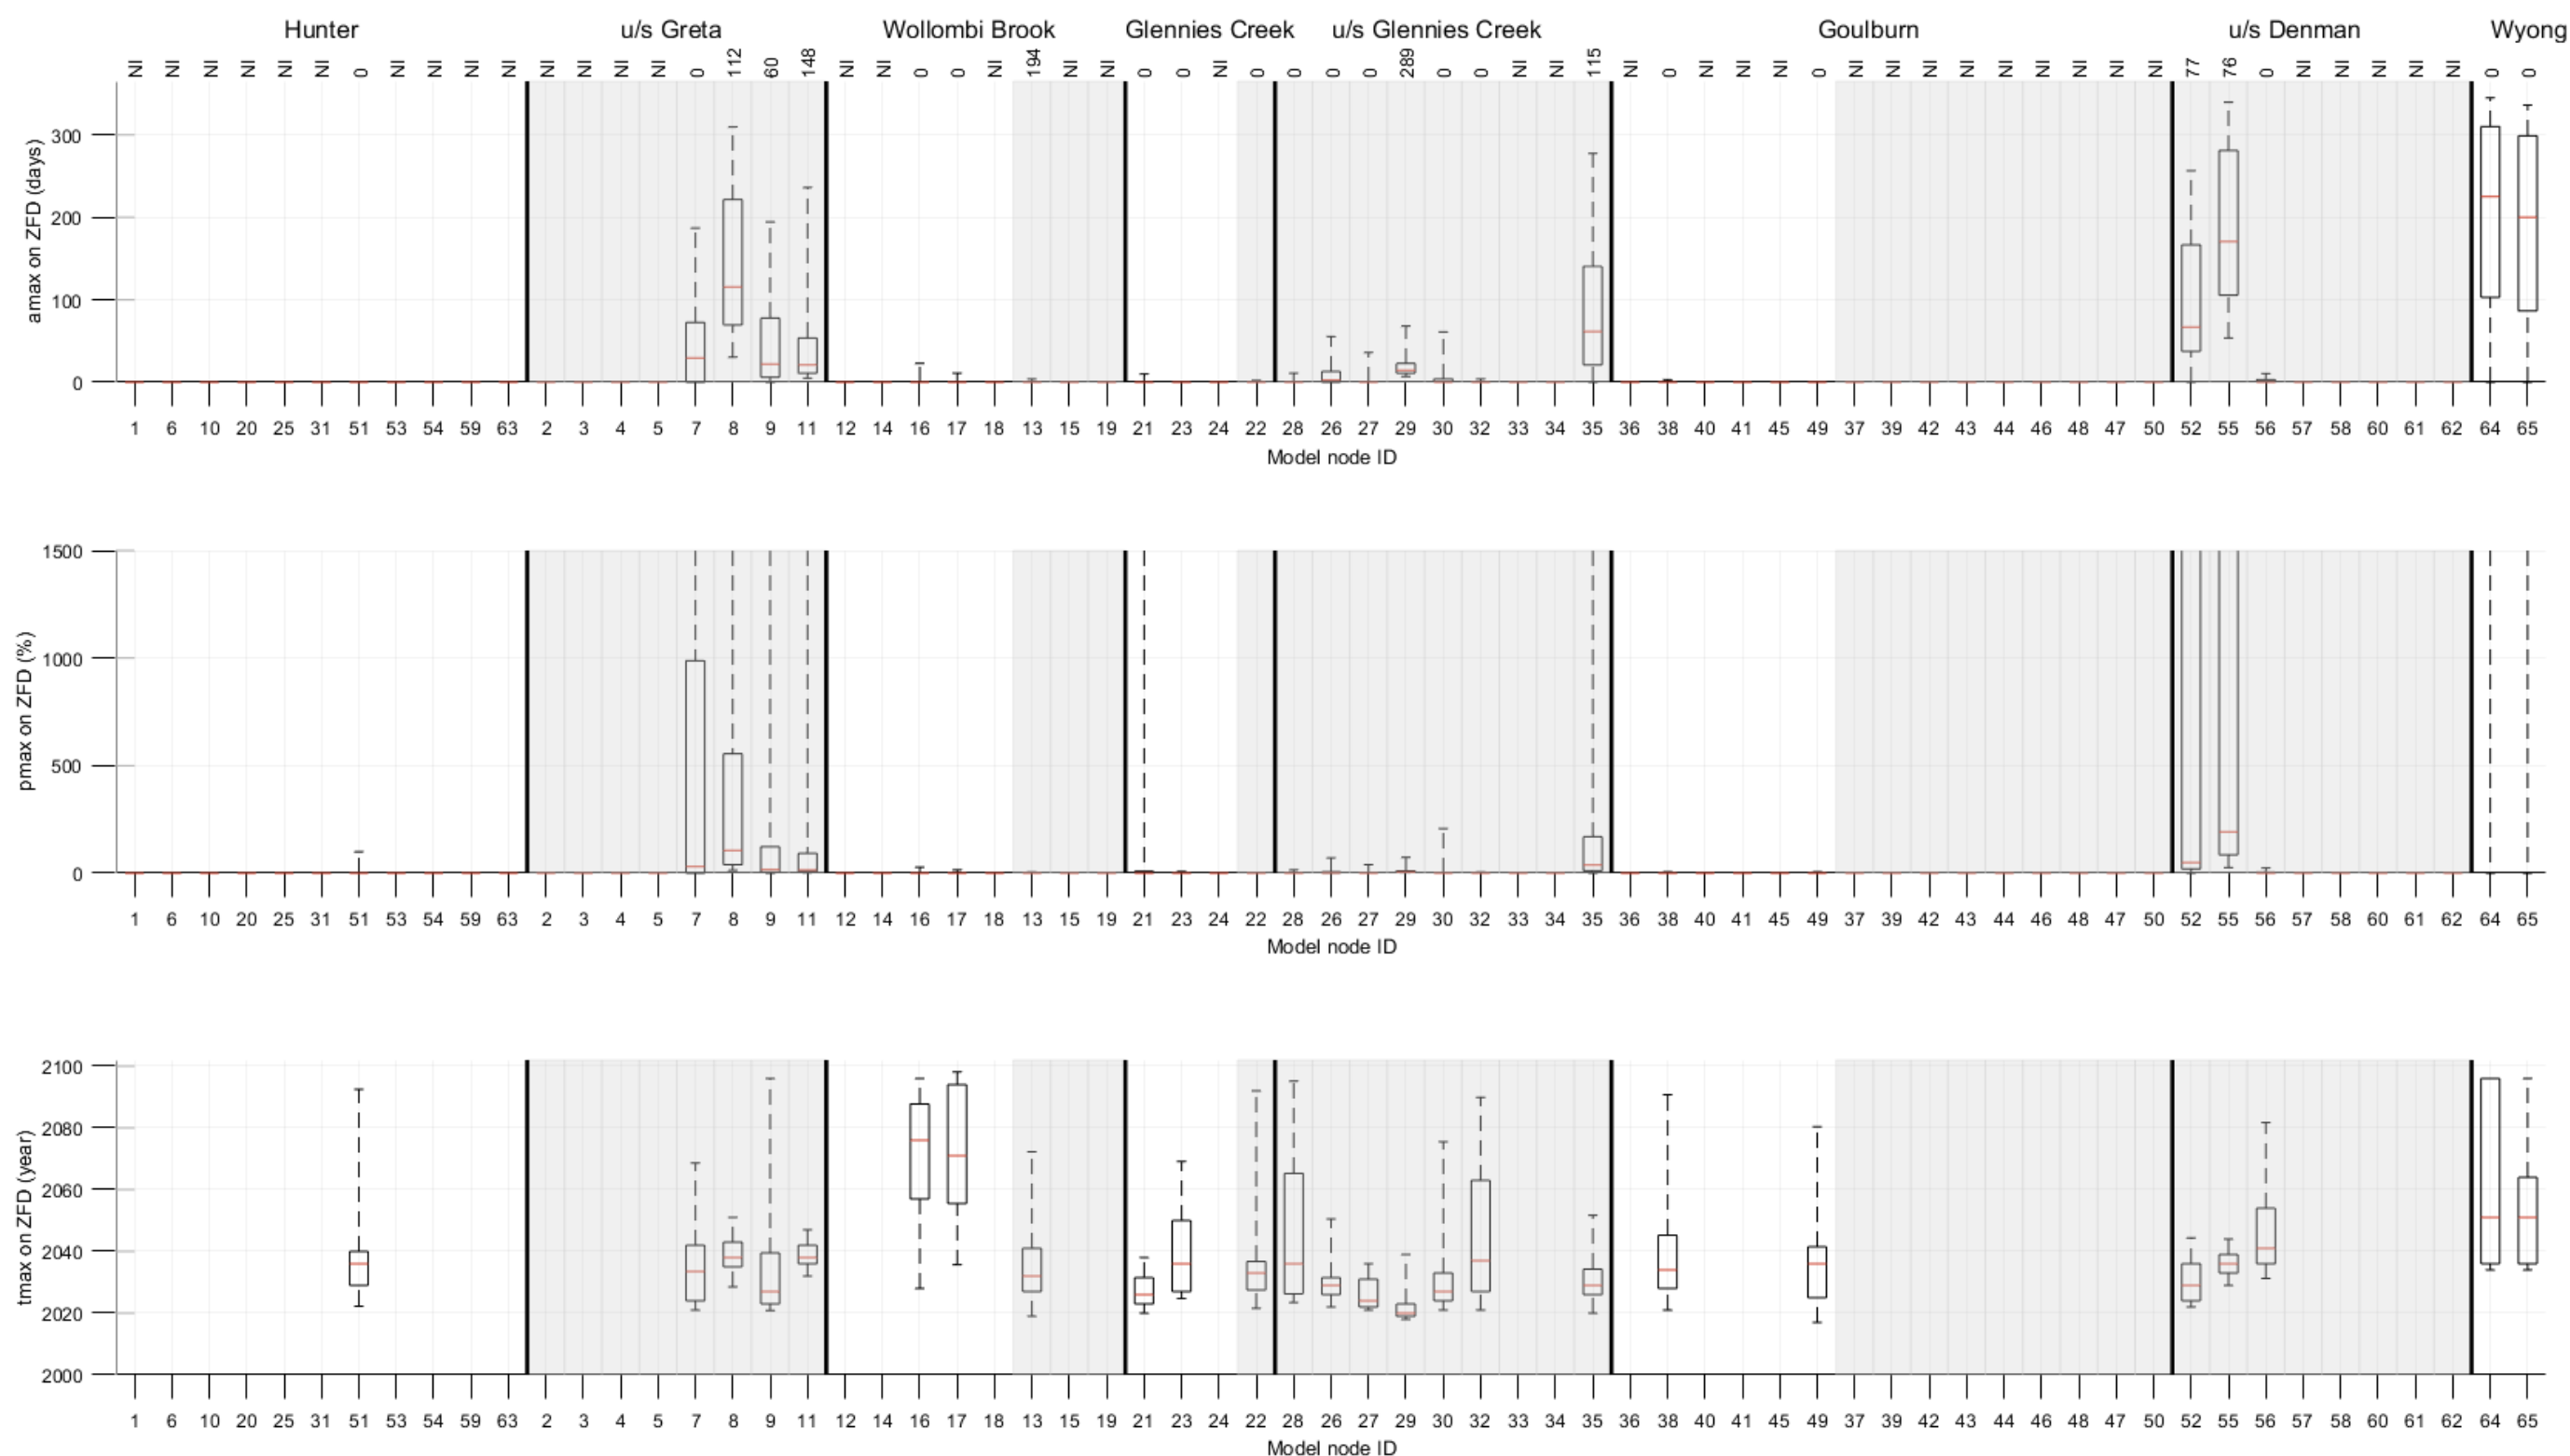 Hunter u/s Greta Wollombi Brook Glennies Creek u/s Glennies Creek Goulburn u/s Denman Wyong
NI NI NI NI NI NI 0 NI NI NI NI NI NI NI NI 0 112 60 148 NI NI 0 0 NI 194 NI NI 0 0 NI 0 0 0 0 289 0 0 NI NI 115 NI 0 NI NI NI 0 NI NI NI NI NI NI NI NI NI 77 76 0 NI NI NI NI NI 0 0
amax on ZFD (days)
300
200
100
0
1 6 10 20 25 31 51 53 54 59 63 2 3 4 5 7 8 9 11 12 14 16 17 18 13 15 19 21 23 24 22 28 26 27 29 30 32 33 34 35 36 38 40 41 45 49 37 39 42 43 44 46 48 47 50 52 55 56 57 58 60 61 62 64 65
Model node ID
pmax on ZFD (%)
1500
1000
500
0
1 6 10 20 25 31 51 53 54 59 63 2 3 4 5 7 8 9 11 12 14 16 17 18 13 15 19 21 23 24 22 28 26 27 29 30 32 33 34 35 36 38 40 41 45 49 37 39 42 43 44 46 48 47 50 52 55 56 57 58 60 61 62 64 65
Model node ID
tmax on ZFD (year)
2100
2080
2060
2040
2020
2000
1 6 10 20 25 31 51 53 54 59 63 2 3 4 5 7 8 9 11 12 14 16 17 18 13 15 19 21 23 24 22 28 26 27 29 30 32 33 34 35 36 38 40 41 45 49 37 39 42 43 44 46 48 47 50 52 55 56 57 58 60 61 62 64 65
Model node ID